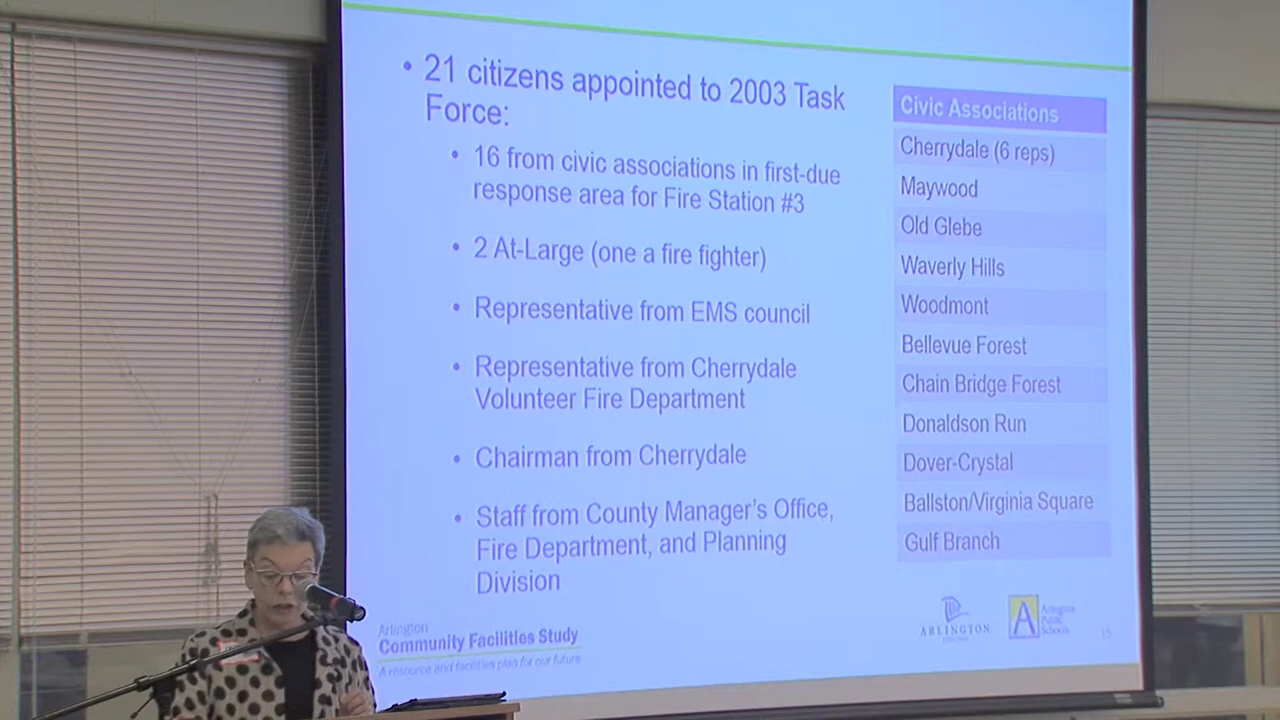 • 21 citizens appointed to 2003 Task
Force:
• 16 from civic associations in first-due
response area for Fire Station #3
• 2 At-Large (one a fire fighter)
• Representative from EMS council
• Representative from Cherrydale
Volunteer Fire Department
• Chairman from Cherrydale
• Staff from County Manager's Office,
Fire Department, and Planning
Division
Civic Associations
Cherrydale (6 reps)
Maywood
Old Glebe
Waverly Hills
Woodmont
Bellevue Forest
Chain Bridge Forest
Donaldson Run
Dover-Crystal
Ballston/Virginia Square
Gulf Branch
Arlington
Community Facilities Study
A resource and facilities plan for our future
ARLINGTON
A
Arlington
Public
Schools
15